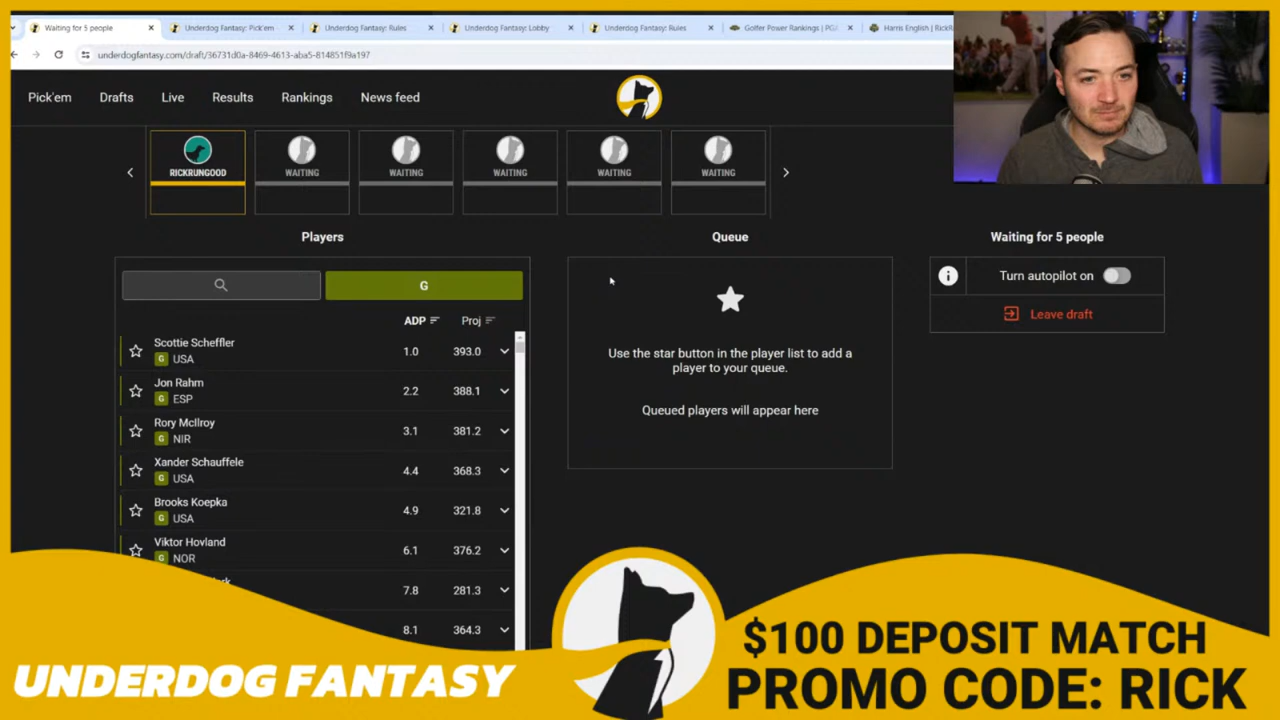 Waiting for 5 people
Underdog Fantasy: Pick'em
Underdog Fantasy: Rules
Underdog Fantasy: Lobby
Underdog Fantasy: Rules
Golfer Power Rankings | PGA
Harris English | RickR
underdogfantasy.com/draft/36731d0a-8469-4613-aba5-814851f9a197
Pick'em Drafts Live Results Rankings News feed
RICKRUNGOOD WAITING WAITING WAITING WAITING WAITING
Players
G
ADP Proj
Scottie Scheffler
G USA
1.0 393.0
Jon Rahm
G ESP
2.2 388.1
Rory McIlroy
G NIR
3.1 381.2
Xander Schauffele
G USA
4.4 368.3
Brooks Koepka
G USA
4.9 321.8
Viktor Hovland
G NOR
6.1 376.2
7.8 281.3
8.1 364.3
Queue
Use the star button in the player list to add a
player to your queue.
Queued players will appear here
Waiting for 5 people
Turn autopilot on
Leave draft
UNDERDOG FANTASY
$100 DEPOSIT MATCH
PROMO CODE: RICK